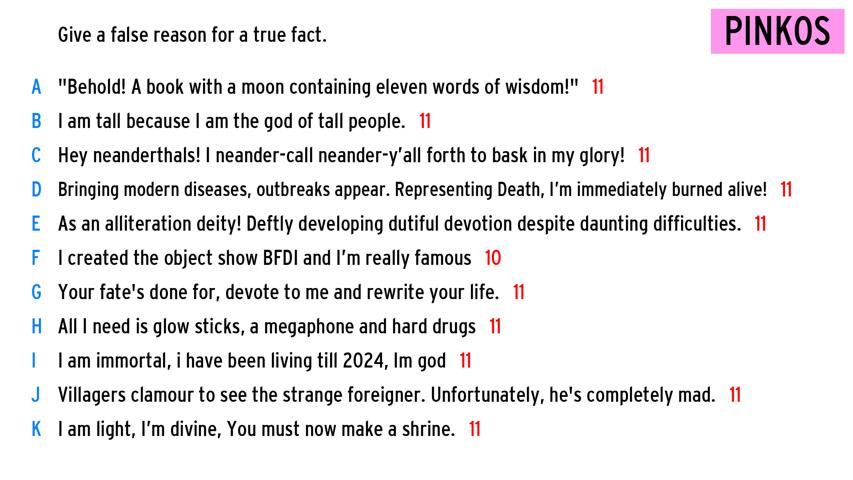 Give a false reason for a true fact.
PINKOS
A "Behold! A book with a moon containing eleven words of wisdom!" 11
B I am tall because I am the god of tall people. 11
C Hey neanderthals! I neander-call neander-y'all forth to bask in my glory! 11
D Bringing modern diseases, outbreaks appear. Representing Death, I'm immediately burned alive! 11
E As an alliteration deity! Deftly developing dutiful devotion despite daunting difficulties. 11
F I created the object show BFDI and I'm really famous 10
G Your fate's done for, devote to me and rewrite your life. 11
H All I need is glow sticks, a megaphone and hard drugs 11
I I am immortal, i have been living till 2024, Im god 11
J Villagers clamour to see the strange foreigner. Unfortunately, he's completely mad. 11
K I am light, I'm divine, You must now make a shrine. 11